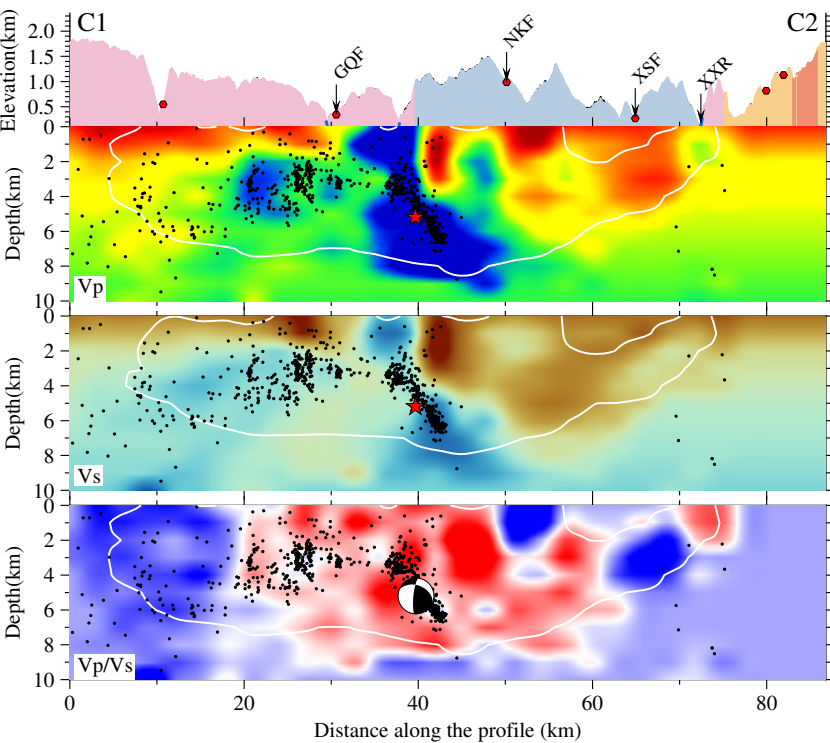 C1
C2
Elevation(km)
2.0
1.5
1.0
0.5
GQF
NKF
XSF
XXR
Depth(km)
0
2
4
6
8
10
Vp
Depth(km)
0
2
4
6
8
10
Vs
Depth(km)
0
2
4
6
8
10
Vp/Vs
0
20
40
60
80
Distance along the profile (km)